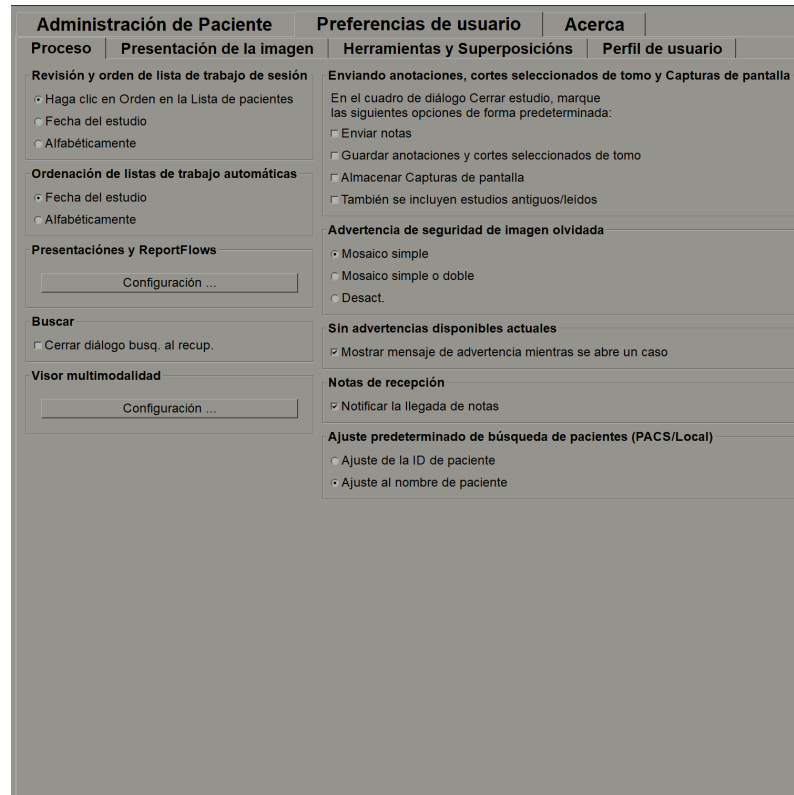 Administración de Paciente
Preferencias de usuario
Acerca
Proceso
Presentación de la imagen
Herramientas y Superposicións
Perfil de usuario
Revisión y orden de lista de trabajo de sesión
Haga clic en Orden en la Lista de pacientes
Fecha del estudio
Alfabéticamente
Ordenación de listas de trabajo automáticas
Fecha del estudio
Alfabéticamente
Presentaciónes y ReportFlows
Configuración ...
Buscar
Cerrar diálogo busq. al recup.
Visor multimodalidad
Configuración ...
Enviando anotaciones, cortes seleccionados de tomo y Capturas de pantalla
En el cuadro de diálogo Cerrar estudio, marque
las siguientes opciones de forma predeterminada:
Enviar notas
Guardar anotaciones y cortes seleccionados de tomo
Almacenar Capturas de pantalla
También se incluyen estudios antiguos/leídos
Advertencia de seguridad de imagen olvidada
Mosaico simple
Mosaico simple o doble
Desact.
Sin advertencias disponibles actuales
Mostrar mensaje de advertencia mientras se abre un caso
Notas de recepción
Notificar la llegada de notas
Ajuste predeterminado de búsqueda de pacientes (PACS/Local)
Ajuste de la ID de paciente
Ajuste al nombre de paciente